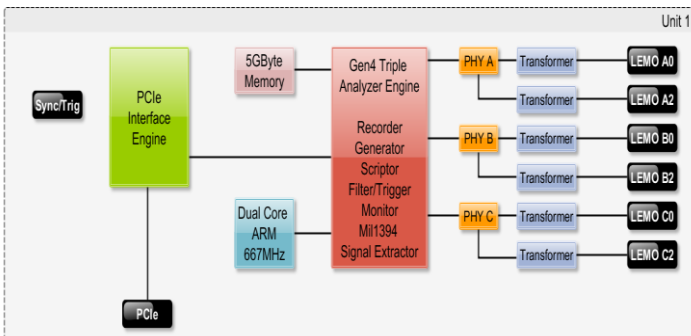 Unit 1
Sync/Trig
PCIe
Interface
Engine
PCIe
5GByte
Memory
Dual Core
ARM
667MHz
Gen4 Triple
Analyzer Engine
Recorder
Generator
Scriptor
Filter/Trigger
Monitor
Mil1394
Signal Extractor
PHY A
Transformer
LEMO A0
Transformer
LEMO A2
PHY B
Transformer
LEMO B0
Transformer
LEMO B2
PHY C
Transformer
LEMO C0
Transformer
LEMO C2